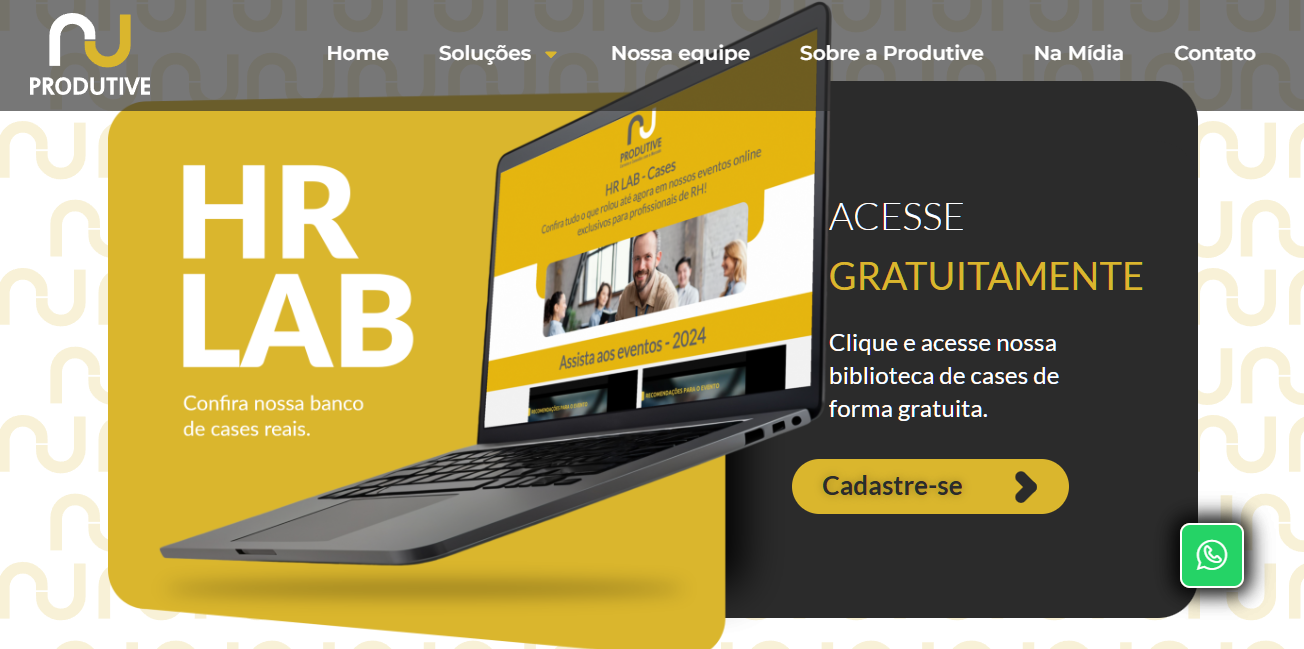 Home
Soluções
Nossa equipe
Sobre a Produtive
Na Mídia
Contato
PRODUTIVE
HR
LAB
Confira nossa banco
de cases reais.
PRODUTIVE
HR LAB - Cases
Confira tudo o que rolou até agora em nossos eventos online
exclusivos para profissionais de RH!
Assista aos eventos - 2024
RECOMENDAÇÕES PARA O EVENTO
RECOMENDAÇÕES PARA O EVENTO
ACESSE
GRATUITAMENTE
Clique e acesse nossa
biblioteca de cases de
forma gratuita.
Cadastre-se